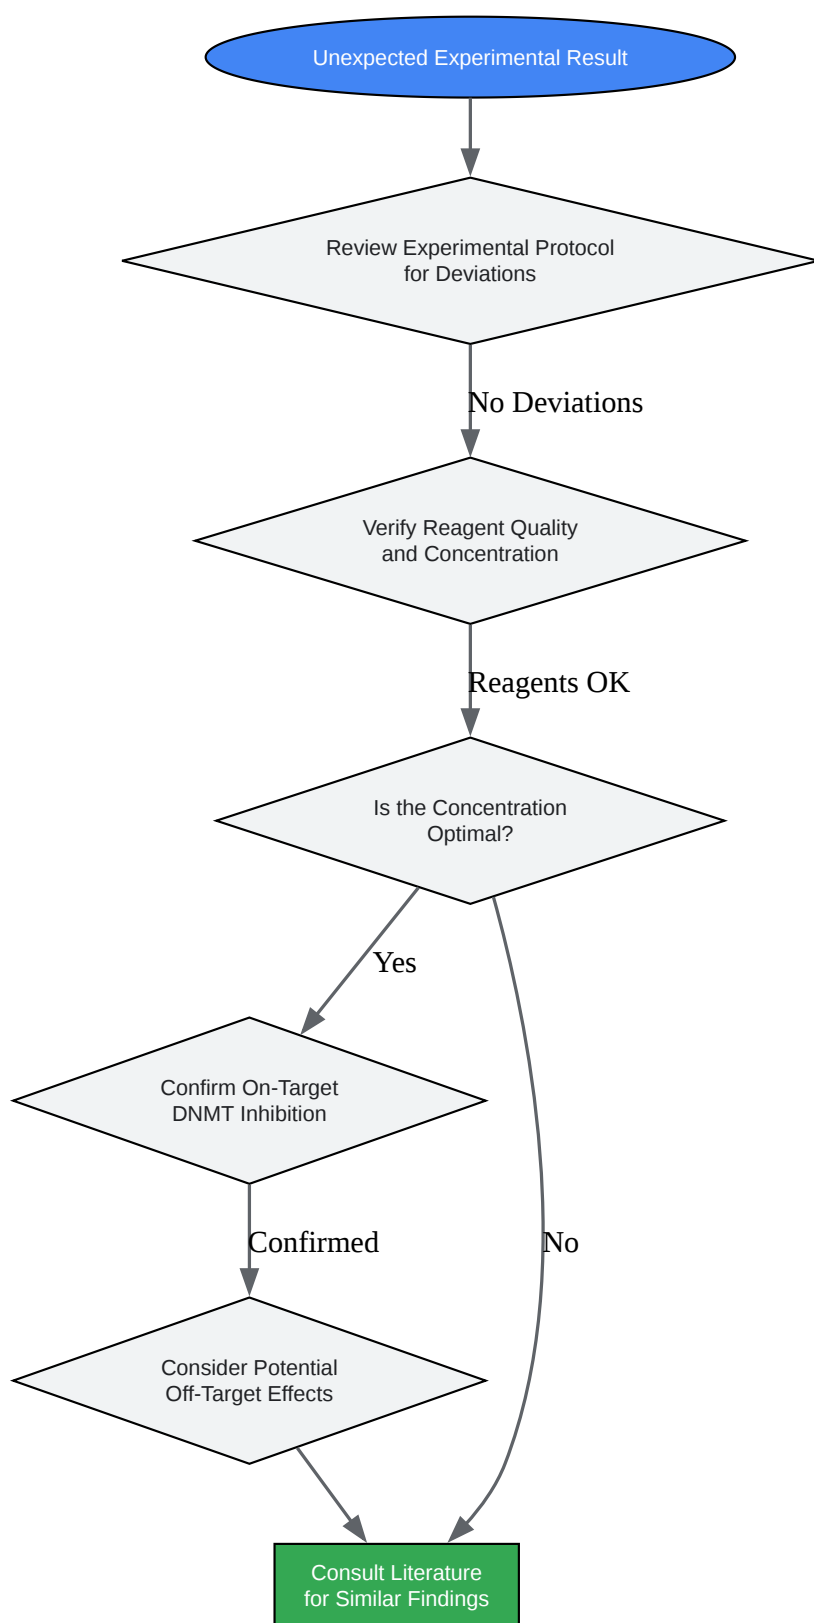 Unexpected Experimental Result
Review Experimental Protocol
for Deviations
No Deviations
Verify Reagent Quality
and Concentration
Reagents OK
Is the Concentration
Optimal?
Yes
Confirm On-Target
DNMT Inhibition
Confirmed
No
Consider Potential
Off-Target Effects
Consult Literature
for Similar Findings